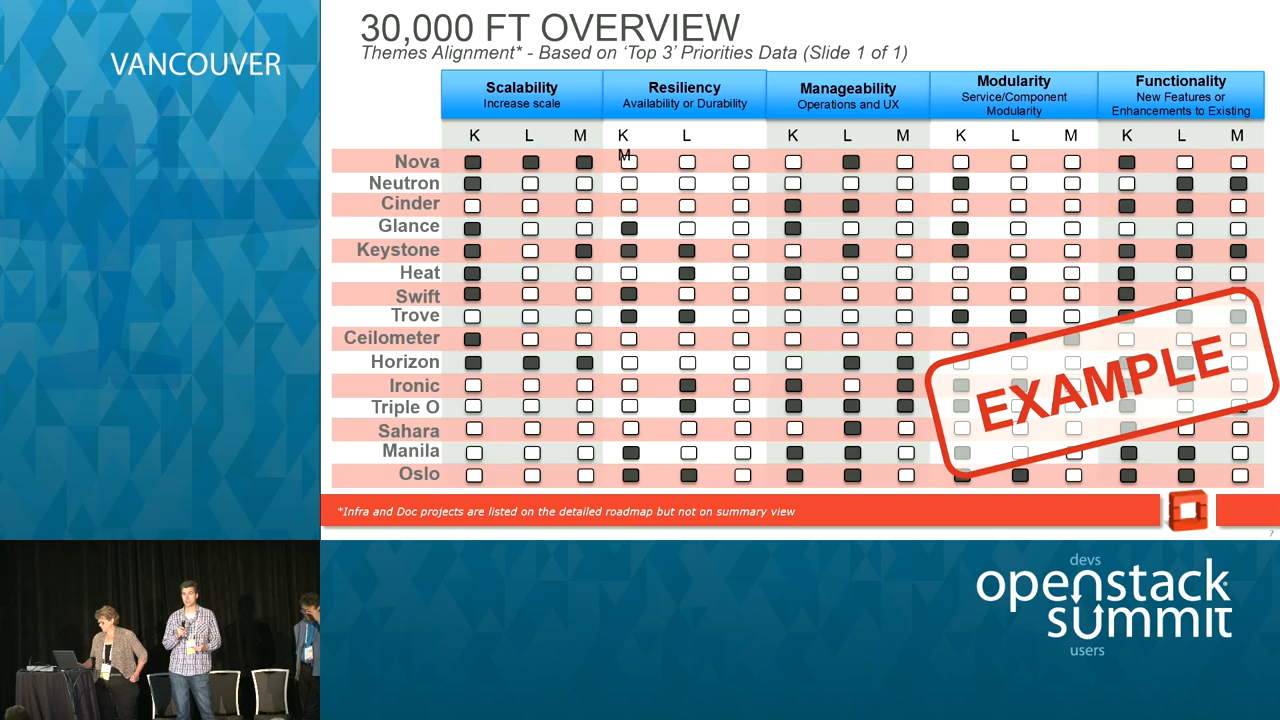 VANCOUVER
30,000 FT OVERVIEW
Themes Alignment* - Based on ‘Top 3’ Priorities Data (Slide 1 of 1)
Scalability
Increase scale
Resiliency
Availability or Durability
Manageability
Operations and UX
Modularity
Service/Component
Modularity
Functionality
New Features or
Enhancements to Existing
K L M K L K L M K L M K L M
M
Nova
Neutron
Cinder
Glance
Keystone
Heat
Swift
Trove
Ceilometer
Horizon
Ironic
Triple O
Sahara
Manila
Oslo
EXAMPLE
*Infra and Doc projects are listed on the detailed roadmap but not on summary view
7
devs
openstack
summit
users